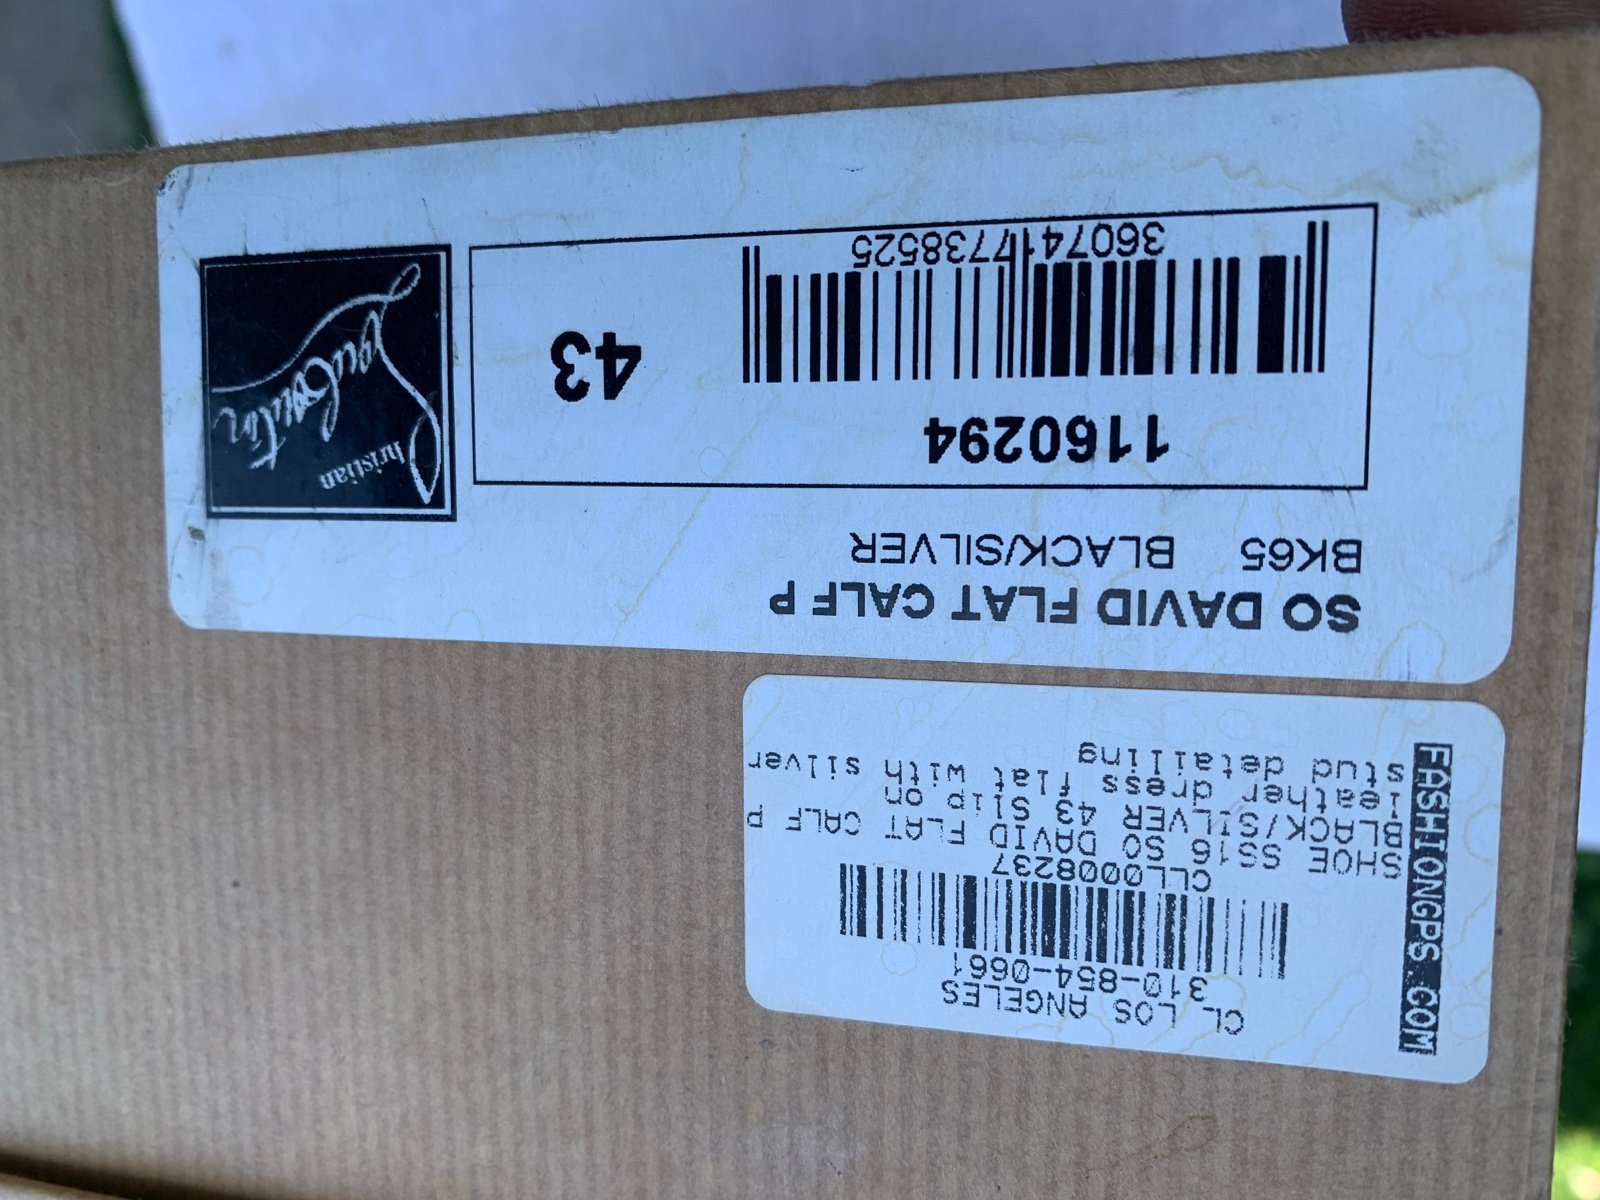 SO DAVID FLAT CALF P
BK65 BLACK/SILVER
1160294
43
3607417738525
Christian
Louboutin
FASHIONGPS.COM
CL LOS ANGELES
310-854-0661
CLL0008237
SHOE SS16 SO DAVID FLAT CALF P
BLACK/SILVER 43 Slip on
leather dress flat with silver
stud detailing